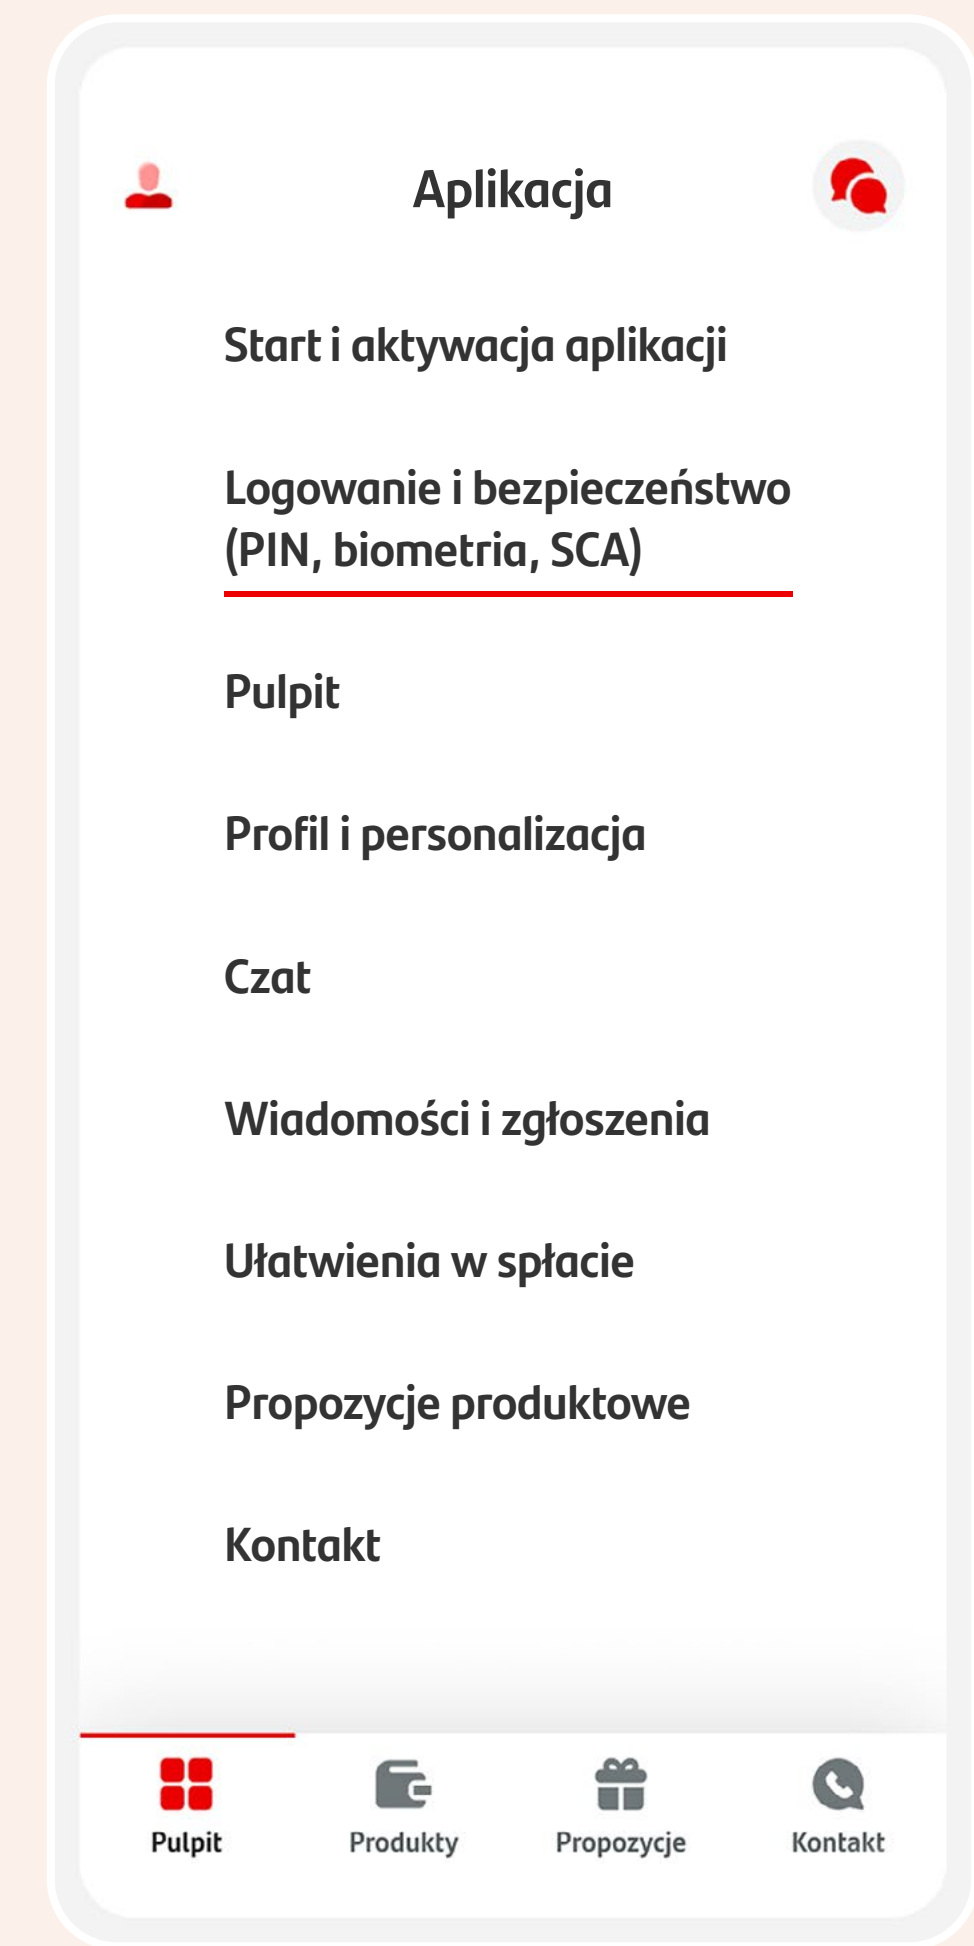 Aplikacja
Start i aktywacja aplikacji
Logowanie i bezpieczeństwo
(PIN, biometria, SCA)
Pulpit
Profil i personalizacja
Czat
Wiadomości i zgłoszenia
Ułatwienia w spłacie
Propozycje produktowe
Kontakt
Pulpit
Produkty
Propozycje
Kontakt